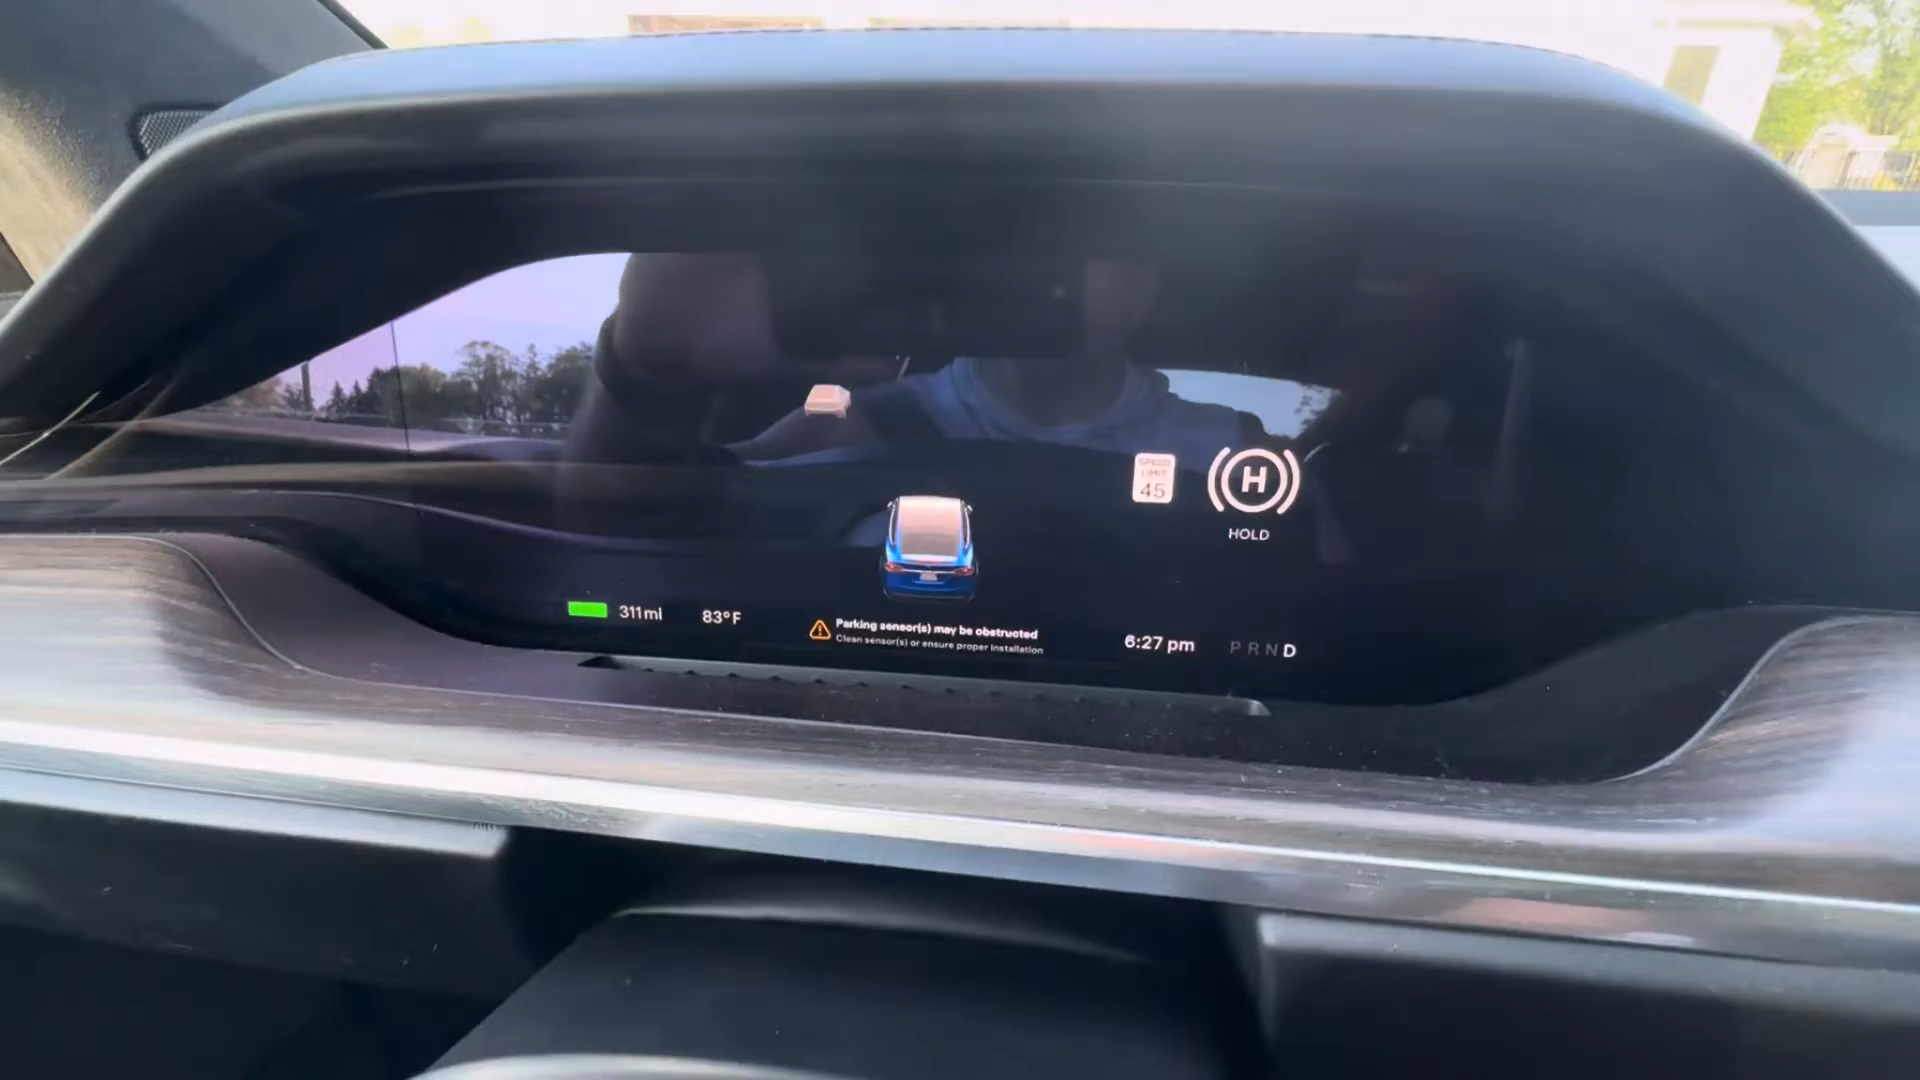 SPEED
LIMIT
45
H
HOLD
311mi
83°F
Parking sensor(s) may be obstructed
Clean sensor(s) or ensure proper installation
6:27 pm
P R N D